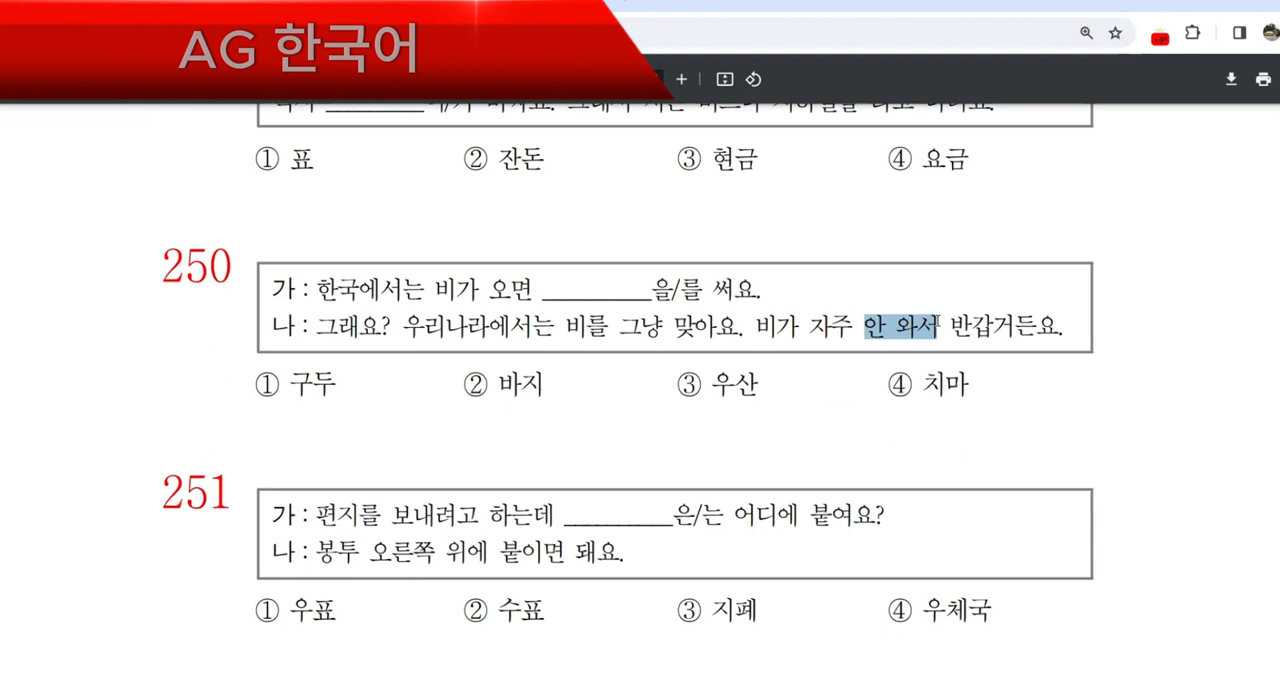 AG 한국어
① 표 ② 잔돈 ③ 현금 ④ 요금
250
가 : 한국에서는 비가 오면 __________을/를 써요.
나 : 그래요? 우리나라에서는 비를 그냥 맞아요. 비가 자주 안 와서 반갑거든요.
① 구두 ② 바지 ③ 우산 ④ 치마
251
가 : 편지를 보내려고 하는데 __________은/는 어디에 붙여요?
나 : 봉투 오른쪽 위에 붙이면 돼요.
① 우표 ② 수표 ③ 지폐 ④ 우체국